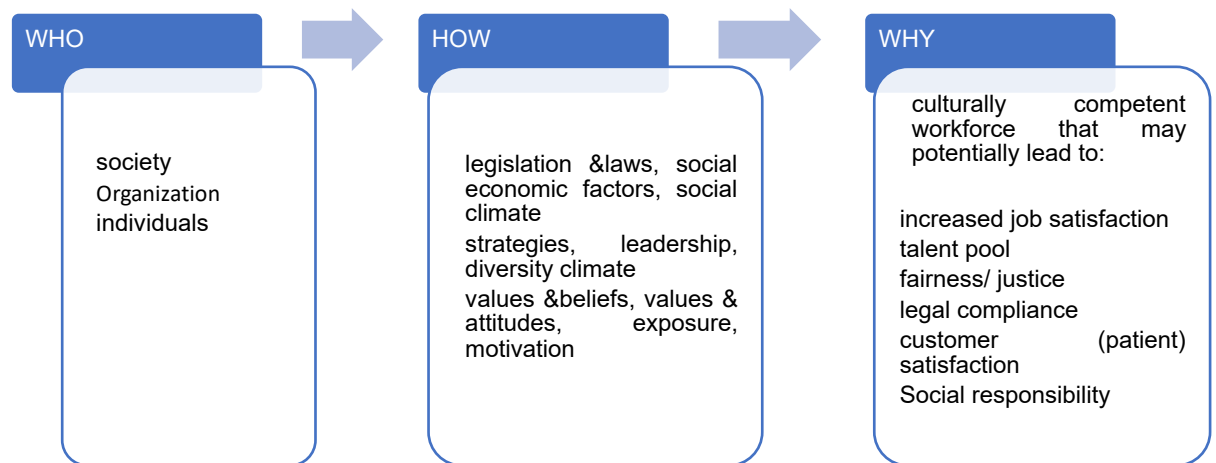 WHO
society
Organization
individuals
HOW
legislation &laws, social
economic factors, social
climate
strategies, leadership,
diversity climate
values &beliefs, values &
attitudes, exposure,
motivation
WHY
culturally competent
workforce that may
potentially lead to:
increased job satisfaction
talent pool
fairness/ justice
legal compliance
customer (patient)
satisfaction
Social responsibility